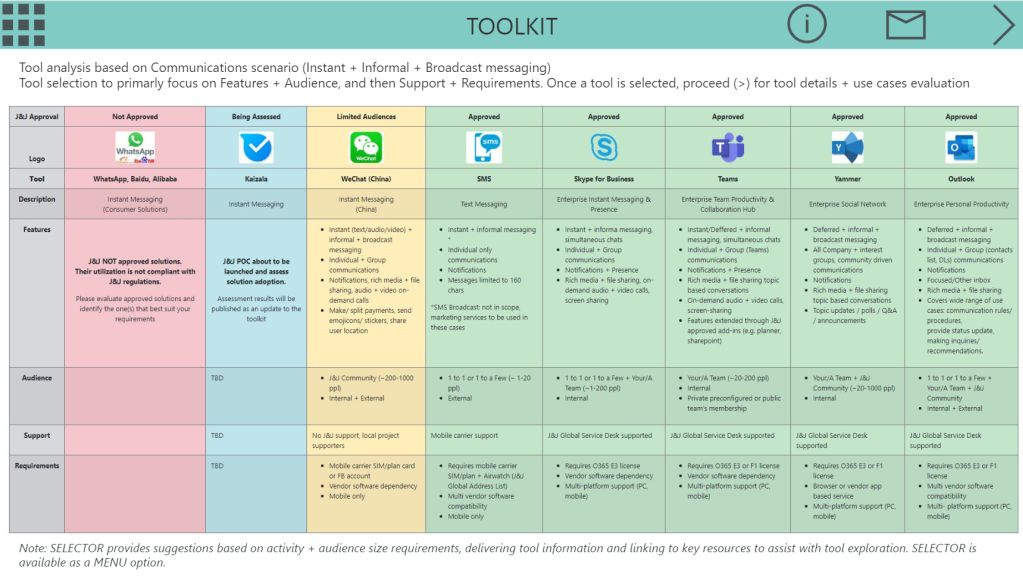 TOOLKIT
Tool analysis based on Communications scenario (Instant + Informal + Broadcast messaging)
Tool selection to primarly focus on Features + Audience, and then Support + Requirements. Once a tool is selected, proceed (>) for tool details + use cases evaluation
J&J Approval
Not Approved
Being Assessed
Limited Audiences
Approved
Approved
Approved
Approved
Approved
Logo
WhatsApp
WeChat
sms
Tool
WhatsApp, Baidu, Alibaba
Kaizala
WeChat (China)
SMS
Skype for Business
Teams
Yammer
Outlook
Description
Instant Messaging
(Consumer Solutions)
Instant Messaging
Instant Messaging
(China)
Text Messaging
Enterprise Instant Messaging &
Presence
Enterprise Team Productivity &
Collaboration Hub
Enterprise Social Network
Enterprise Personal Productivity
Features
J&J NOT approved solutions.
Their utilization is not compliant with
J&J regulations.
Please evaluate approved solutions and
identify the one(s) that best suit your
requirements
J&J POC about to be
launched and assess
solution adoption.
Assessment results will be
published as an update to the
toolkit
• Instant (text/audio/video) +
informal + broadcast
messaging
• Individual + Group
communications
• Notifications, rich media + file
sharing, audio + video on-
demand calls
• Make/ split payments, send
emojicons/ stickers, share
user location
• Instant + informal messaging
*
• Individual only
communications
• Notifications
• Messages limited to 160
chars
*SMS Broadcast: not in scope,
marketing services to be used in
these cases
• Instant + informa messaging,
simultaneous chats
• Individual + Group
communications
• Notifications + Presence
• Rich media + file sharing, on-
demand audio + video calls,
screen sharing
• Instant/Deffered + informal
messaging, simultaneous chats
• Individual + Group (Teams)
communications
• Notifications + Presence
• Rich media + file sharing topic
based conversations
• On-demand audio + video calls,
screen-sharing
• Features extended through J&J
approved add-ins (e.g. planner,
sharepoint)
• Deferred + informal +
broadcast messaging
• All Company + interest
groups, community driven
communications
• Notifications
• Rich media + file sharing
topic based conversations
• Topic updates / polls / Q&A
/ announcements
• Deferred + informal +
broadcast messaging
• Individual + Group (contacts
list, DLs) communications
• Notifications
• Focused/Other inbox
• Rich media + file sharing
• Covers wide range of use
cases: communication rules/
procedures,
provide status update,
making inquiries/
recommendations.
Audience
TBD
• J&J Community (~200-1000
ppl)
• Internal + External
• 1 to 1 or 1 to a Few (~ 1-20
ppl)
• External
• 1 to 1 or 1 to a Few + Your/A
Team (~1-200 ppl)
• Internal
• Your/A Team (~20-200 ppl)
• Internal
• Private preconfigured or public
team's membership
• Your/A Team + J&J
Community (~20-1000 ppl)
• Internal
• 1 to 1 or 1 to a Few +
Your/A Team + J&J
Community
• Internal + External
Support
TBD
No J&J support, local project
supporters
Mobile carrier support
J&J Global Service Desk supported
J&J Global Service Desk supported
J&J Global Service Desk
supported
J&J Global Service Desk
supported
Requirements
TBD
• Mobile carrier SIM/plan card
or FB account
• Vendor software dependency
• Mobile only
• Requires mobile carrier
SIM/plan + Airwatch (J&J
Global Address List)
• Multi vendor software
compatibility
• Mobile only
• Requires O365 E3 license
• Vendor software dependency
• Multi-platform support (PC,
mobile)
• Requires O365 E3 or F1 license
• Vendor software dependency
• Multi-platform support (PC,
mobile)
• Requires O365 E3 or F1
license
• Browser or vendor app
based service
• Multi-platform support (PC,
mobile)
• Requires O365 E3 or F1
license
• Multi vendor software
compatibility
• Multi- platform support (PC,
mobile)
Note: SELECTOR provides suggestions based on activity + audience size requirements, delivering tool information and linking to key resources to assist with tool exploration. SELECTOR is
available as a MENU option.